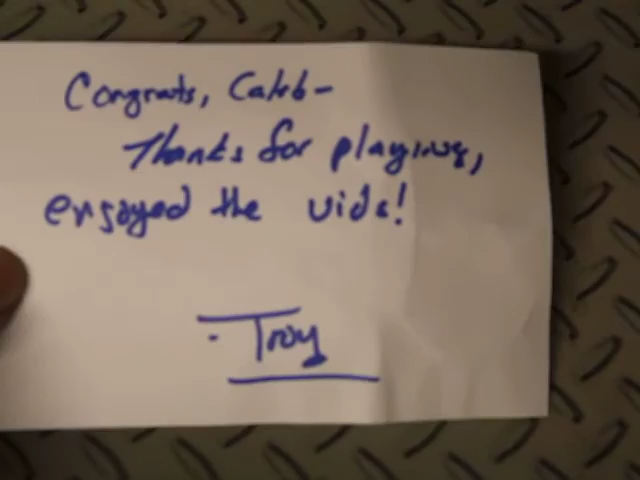 Congrats, Caleb-
Thanks for playing,
enjoyed the vids!
-Troy